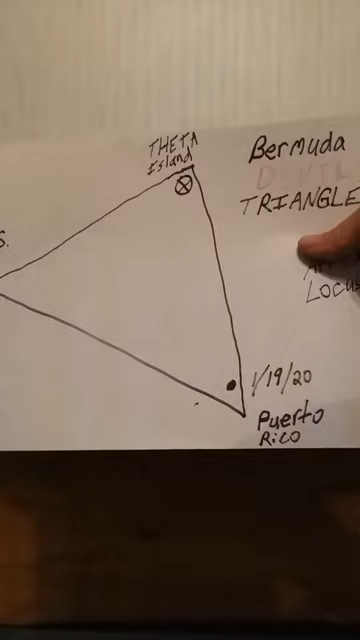 THETA
Island
Bermuda
TRIANGLE
S.
LOCUS
1/19/20
Puerto
Rico